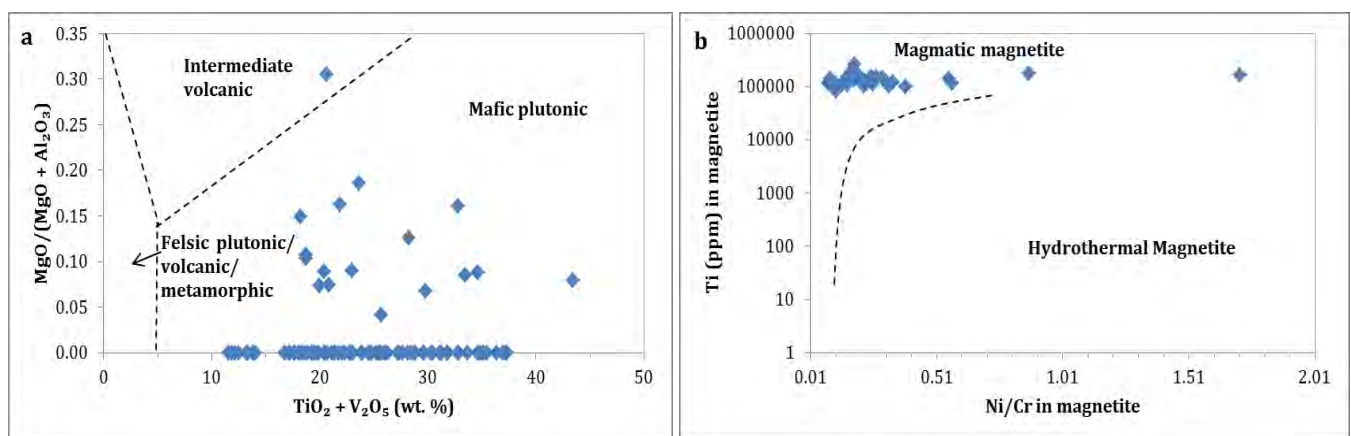 a
0.35
0.30
0.25
0.20
0.15
0.10
0.05
0.00
MgO/(MgO + Al₂O₃)
Intermediate
volcanic
Mafic plutonic
Felsic plutonic/
volcanic/
metamorphic
0 10 20 30 40 50
TiO₂ + V₂O₅ (wt. %)
b
1000000
100000
10000
1000
100
10
1
Ti (ppm) in magnetite
Magmatic magnetite
Hydrothermal Magnetite
0.01 0.51 1.01 1.51 2.01
Ni/Cr in magnetite